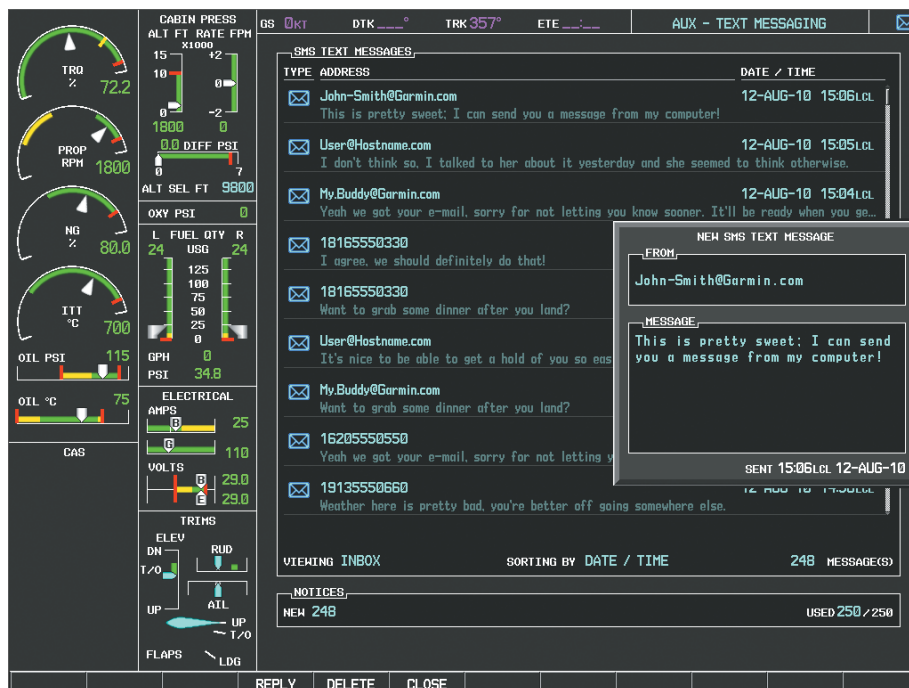 GS 0KT DTK ___° TRK 357° ETE __:__ AUX – TEXT MESSAGING
TRQ
%
72.2
PROP
RPM
1800
NG
%
80.0
ITT
°C
700
OIL PSI 115
OIL °C 75
CAS
CABIN PRESS
ALT FT RATE FPM
X1000
15 +2
10 0
0 -2
1800 0
0.0 DIFF PSI
0 7
ALT SEL FT 9800
OXY PSI 0
L FUEL QTY R
24 USG 24
125
100
75
50
25
0
GPH 0
PSI 34.8
ELECTRICAL
AMPS
B 25
G 110
VOLTS
B 29.0
E 29.0
TRIMS
ELEV
DN RUD
T/O
AIL
UP
UP
T/O
FLAPS LDG
SMS TEXT MESSAGES
TYPE ADDRESS DATE / TIME
John-Smith@Garmin.com 12-AUG-10 15:06LCL
This is pretty sweet; I can send you a message from my computer!
User@Hostname.com 12-AUG-10 15:05LCL
I don't think so, I talked to her about it yesterday and she seemed to think otherwise.
My.Buddy@Garmin.com 12-AUG-10 15:04LCL
Yeah we got your e-mail, sorry for not letting you know sooner. It'll be ready when you ge...
18165550330
I agree, we should definitely do that!
18165550330
Want to grab some dinner after you land?
User@Hostname.com
It's nice to be able to get a hold of you so eas
My.Buddy@Garmin.com
Want to grab some dinner after you land?
16205550550
Yeah we got your e-mail, sorry for not letting y
19135550660
Weather here is pretty bad, you're better off going somewhere else.
VIEWING INBOX SORTING BY DATE / TIME 248 MESSAGE(S)
NEW SMS TEXT MESSAGE
FROM
John-Smith@Garmin.com
MESSAGE
This is pretty sweet; I can send
you a message from my computer!
SENT 15:06LCL 12-AUG-10
NOTICES
NEW 248 USED 250/250
REPLY DELETE CLOSE